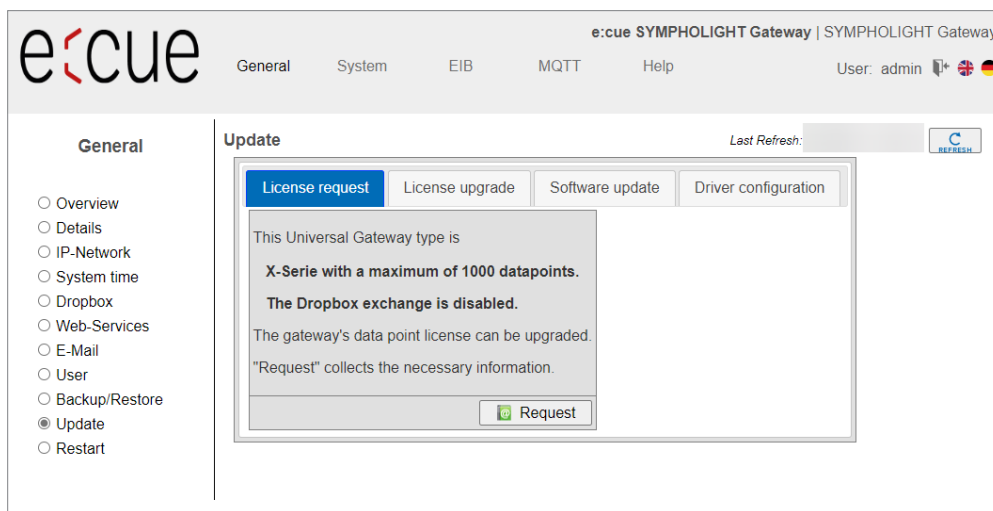 e:cue
e:cue SYMPHOLIGHT Gateway | SYMPHOLIGHT Gateway
General System EIB MQTT Help User: admin
General
Update Last Refresh: REFRESH
License request License upgrade Software update Driver configuration
Overview
Details
IP-Network
System time
Dropbox
Web-Services
E-Mail
User
Backup/Restore
Update
Restart
This Universal Gateway type is
X-Serie with a maximum of 1000 datapoints.
The Dropbox exchange is disabled.
The gateway's data point license can be upgraded.
"Request" collects the necessary information.
Request